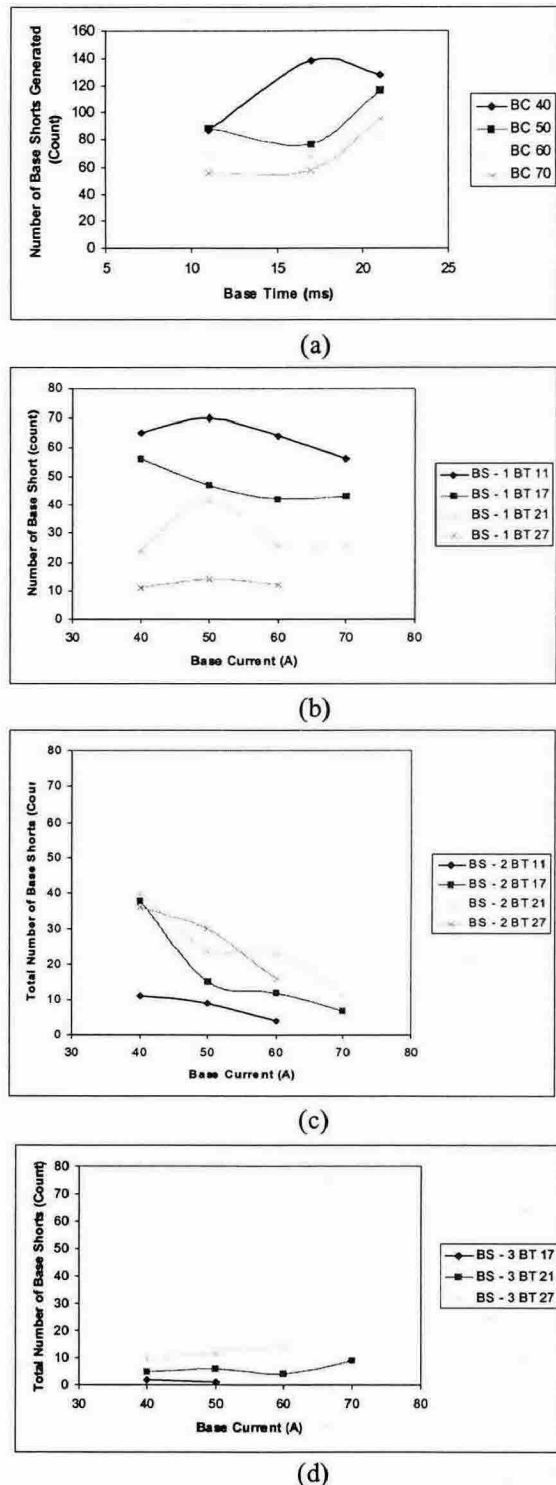 160
140
120
100
80
60
40
20
0
5 10 15 20 25
Number of Base Shorts Generated
(Count)
Base Time (ms)
BC 40
BC 50
BC 60
BC 70
(a)
80
70
60
50
40
30
20
10
0
30 40 50 60 70 80
Number of Base Short (count)
Base Current (A)
BS - 1 BT 11
BS - 1 BT 17
BS - 1 BT 21
BS - 1 BT 27
(b)
80
70
60
50
40
30
20
10
0
30 40 50 60 70 80
Total Number of Base Shorts (Cour
Base Current (A)
BS - 2 BT 11
BS - 2 BT 17
BS - 2 BT 21
BS - 2 BT 27
(c)
80
70
60
50
40
30
20
10
0
30 40 50 60 70 80
Total Number of Base Shorts (Count)
Base Current (A)
BS - 3 BT 17
BS - 3 BT 21
BS - 3 BT 27
(d)